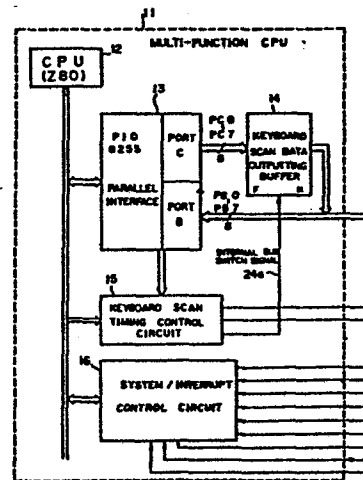 11
MULTI-FUNCTION CPU
CPU
(Z80)
12
13
PIO
8255
PARALLEL
INTERFACE
PORT
C
PORT
B
PC0
PC7
8
14
KEYBOARD
SCAN DATA
OUTPUTTING
BUFFER
PB0
PB7
8
INTERNAL BUS
SWITCH SIGNAL
24a
15
KEYBOARD SCAN
TIMING CONTROL
CIRCUIT
16
SYSTEM/INTERRUPT
CONTROL CIRCUIT